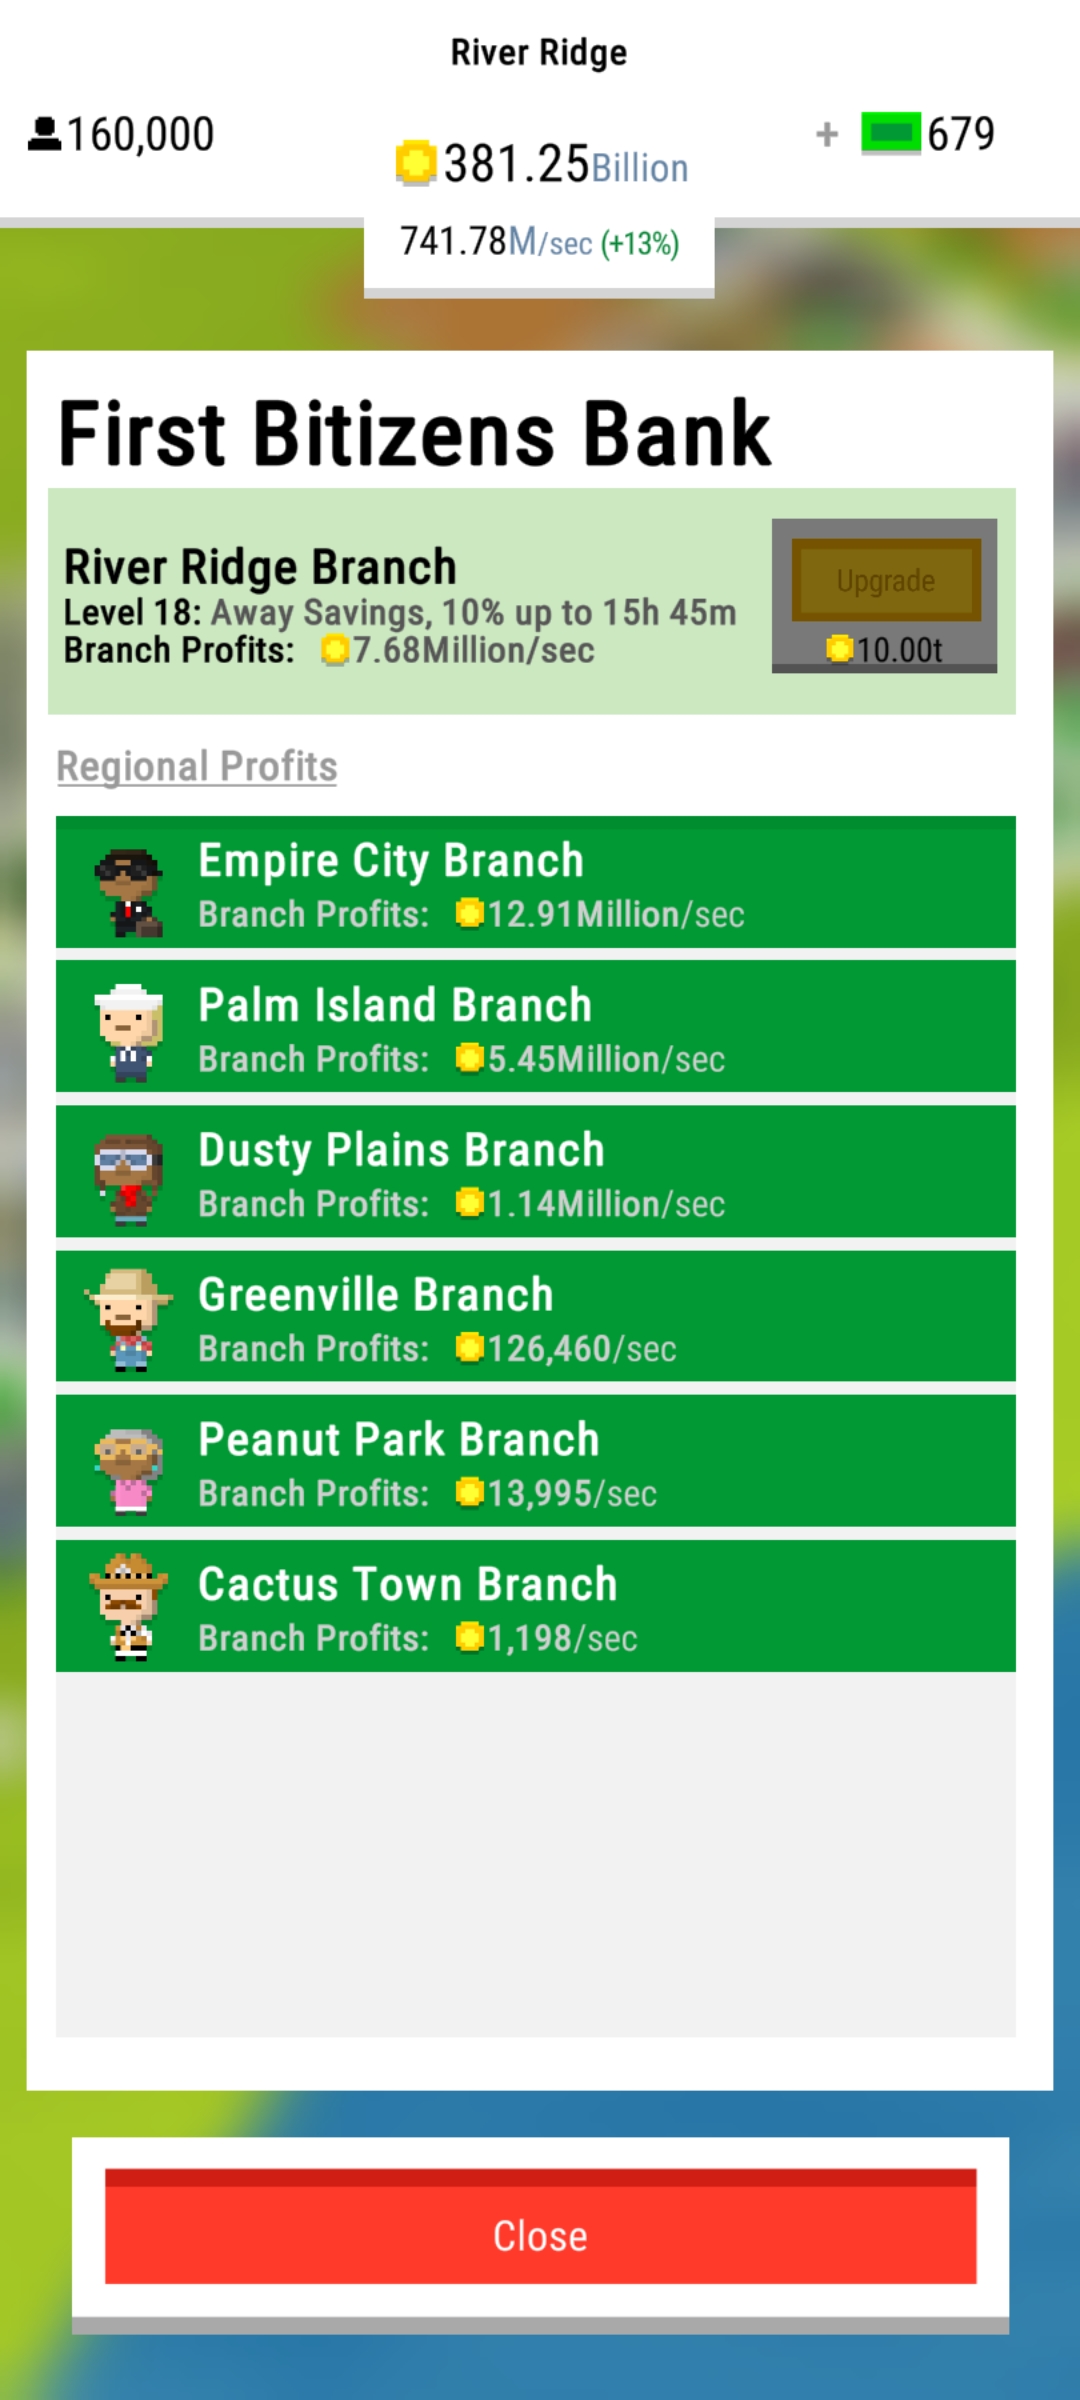 River Ridge
160,000
381.25Billion
+ 679
741.78M/sec (+13%)
First Bitizens Bank
River Ridge Branch
Level 18: Away Savings, 10% up to 15h 45m
Branch Profits: 7.68Million/sec
Upgrade
10.00t
Regional Profits
Empire City Branch
Branch Profits: 12.91Million/sec
Palm Island Branch
Branch Profits: 5.45Million/sec
Dusty Plains Branch
Branch Profits: 1.14Million/sec
Greenville Branch
Branch Profits: 126,460/sec
Peanut Park Branch
Branch Profits: 13,995/sec
Cactus Town Branch
Branch Profits: 1,198/sec
Close